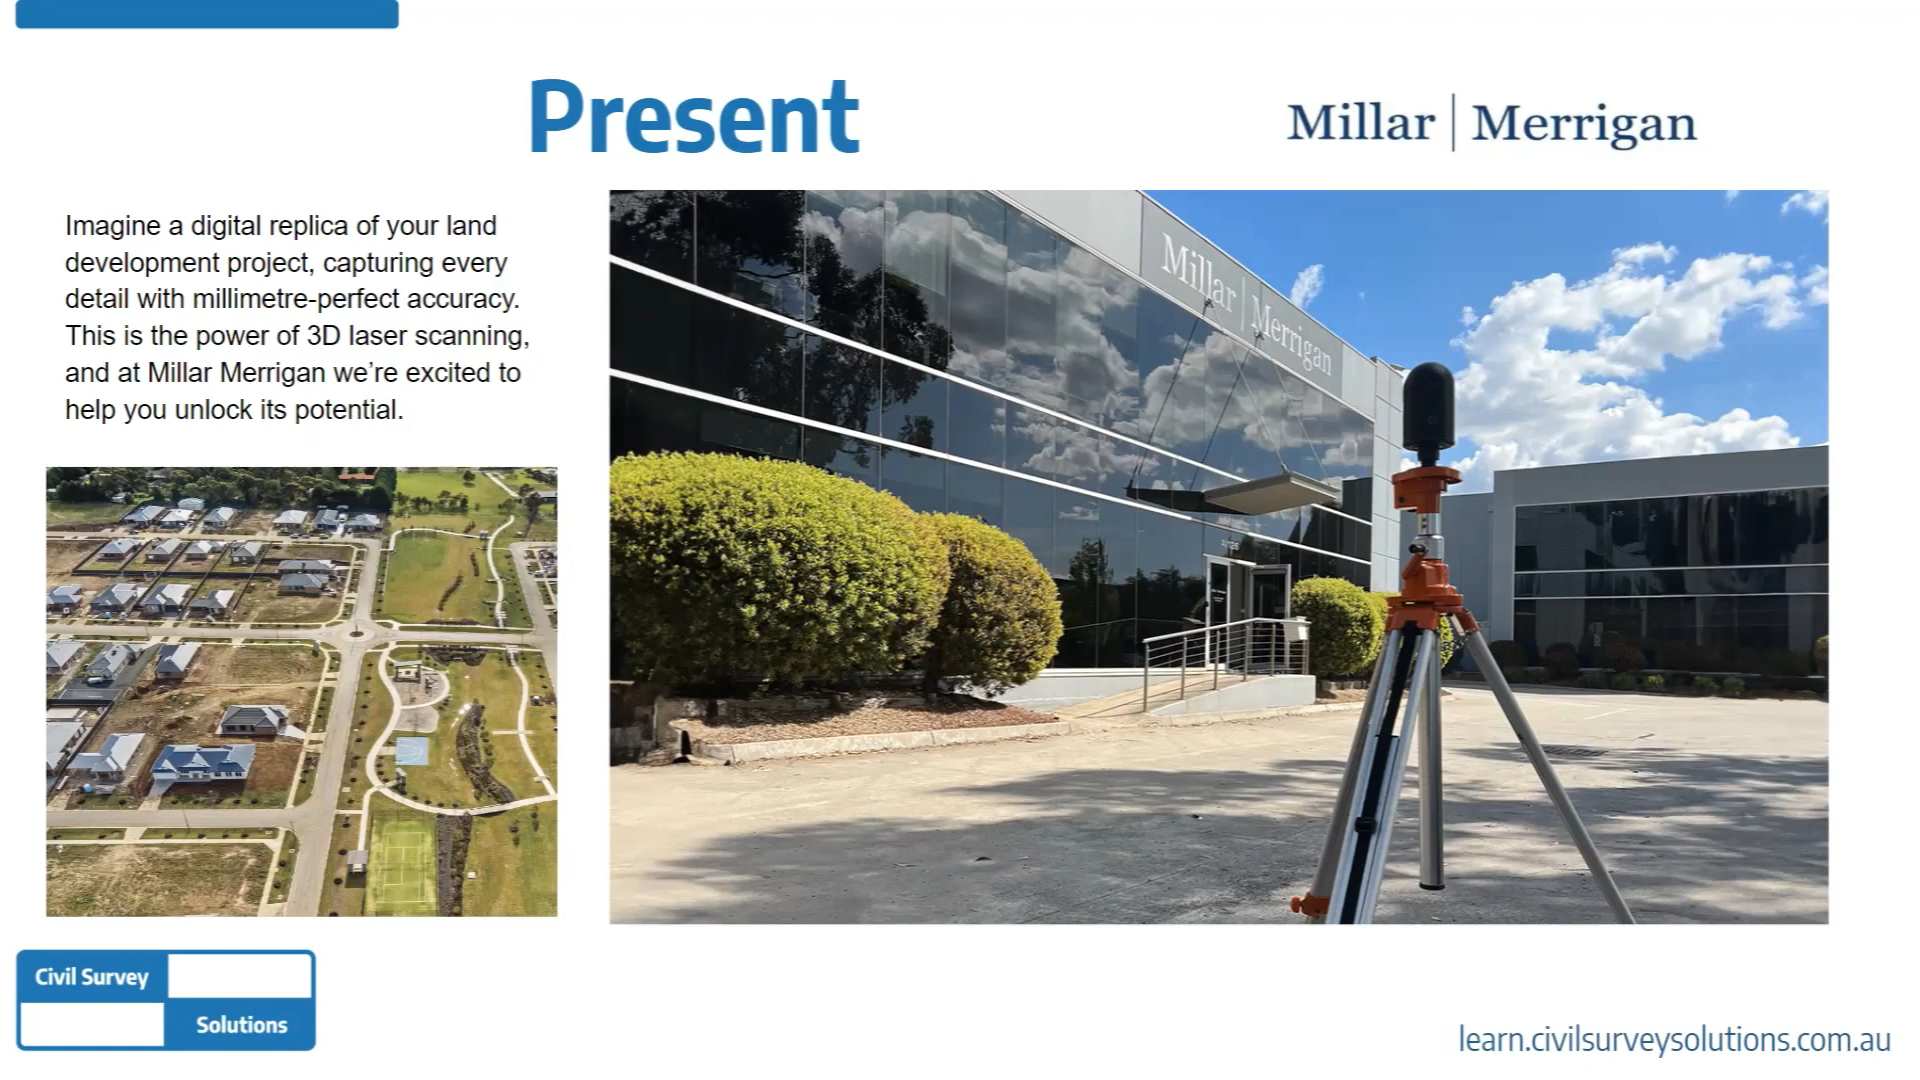 Present
Millar | Merrigan
Imagine a digital replica of your land
development project, capturing every
detail with millimetre-perfect accuracy.
This is the power of 3D laser scanning,
and at Millar Merrigan we’re excited to
help you unlock its potential.
Millar | Merrigan
Civil Survey
Solutions
learn.civilsurveysolutions.com.au